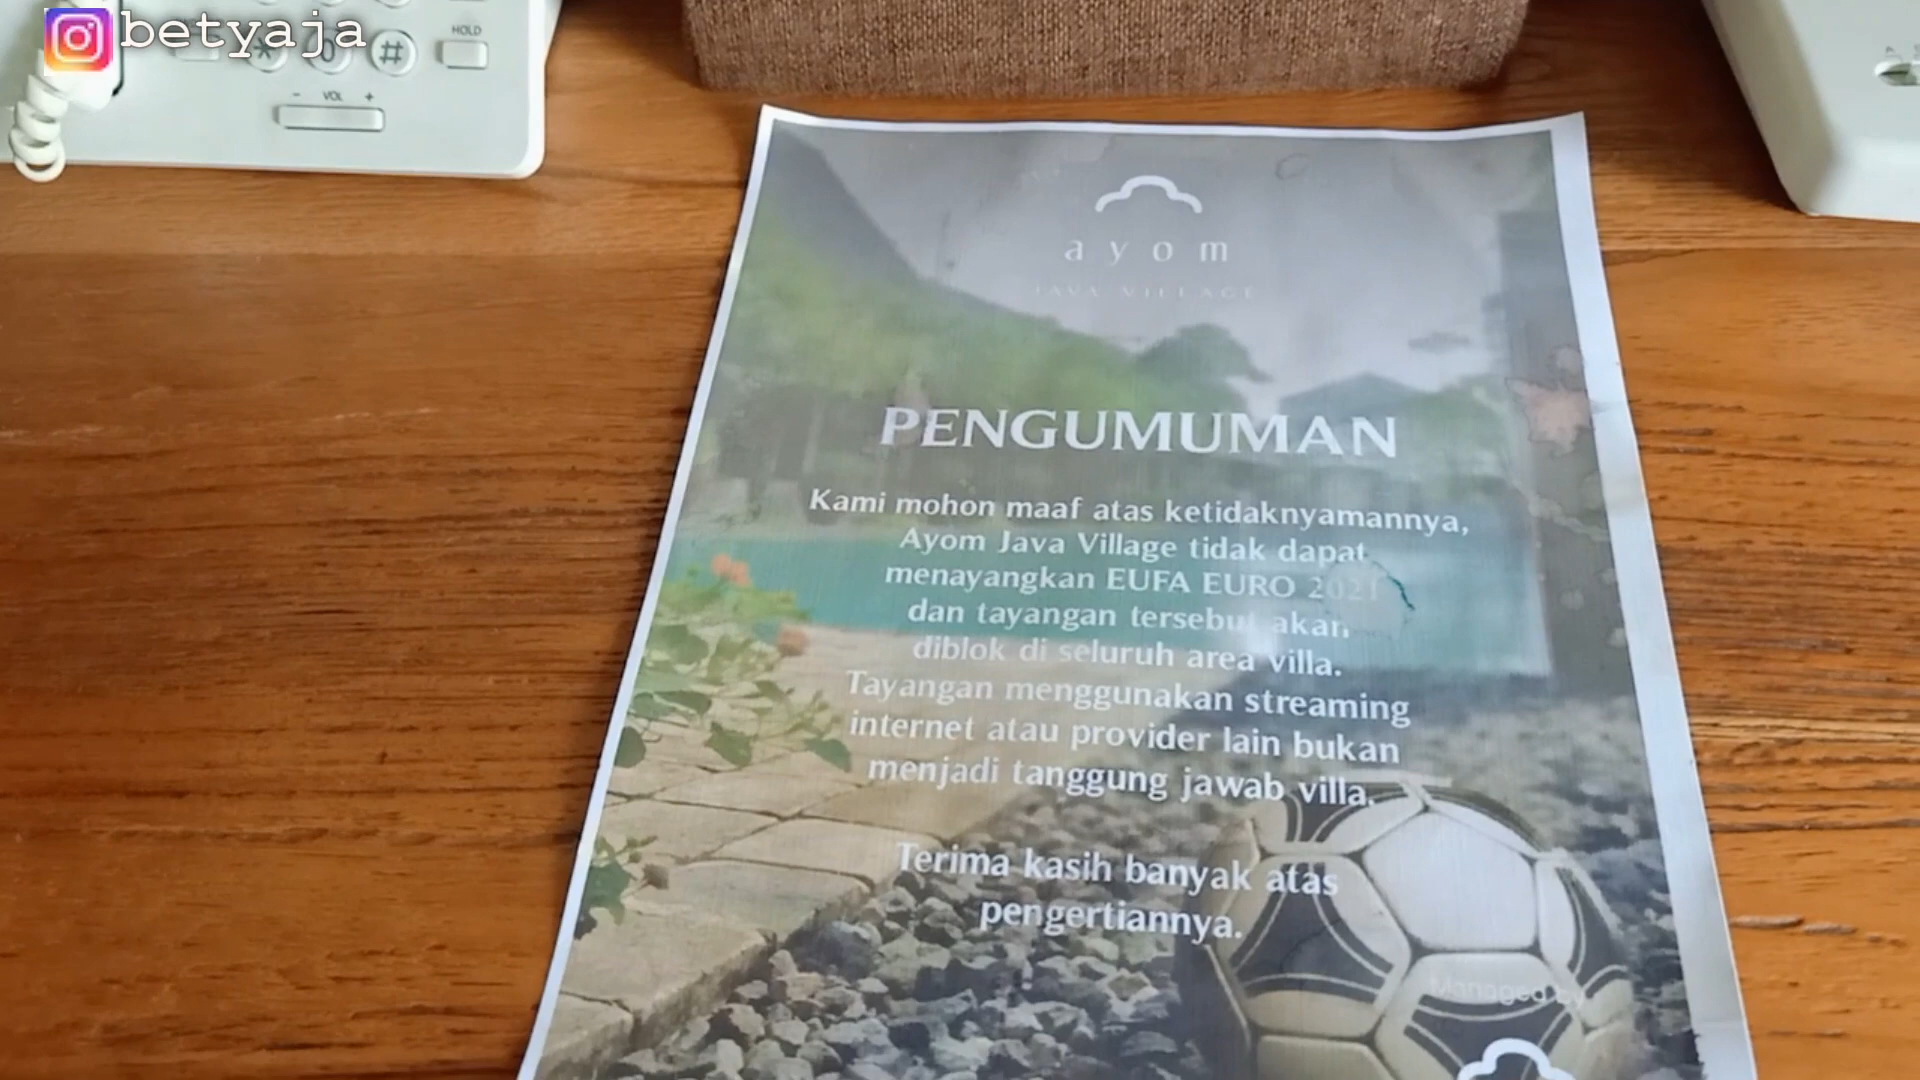 betyaja
HOLD
* 0 #
- VOL +
ayom
JAVA VILLAGE
PENGUMUMAN
Kami mohon maaf atas ketidaknyamannya,
Ayom Java Village tidak dapat
menayangkan EUFA EURO 2021
dan tayangan tersebut akan
diblok di seluruh area villa.
Tayangan menggunakan streaming
internet atau provider lain bukan
menjadi tanggung jawab villa.
Terima kasih banyak atas
pengertiannya.
Managed by